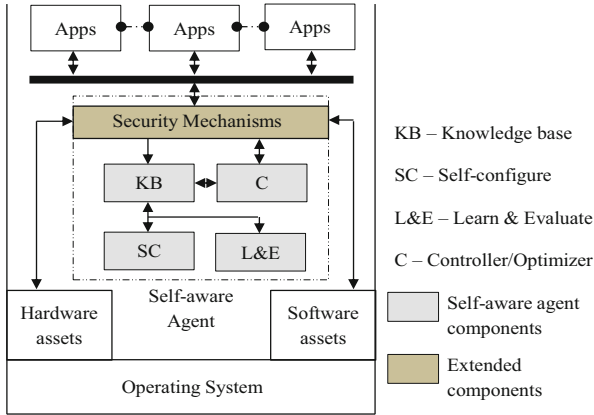 Apps Apps Apps
Security Mechanisms
KB C
SC L&E
Self-aware
Agent
Hardware
assets
Software
assets
Operating System
KB – Knowledge base
SC – Self-configure
L&E – Learn & Evaluate
C – Controller/Optimizer
Self-aware agent
components
Extended
components